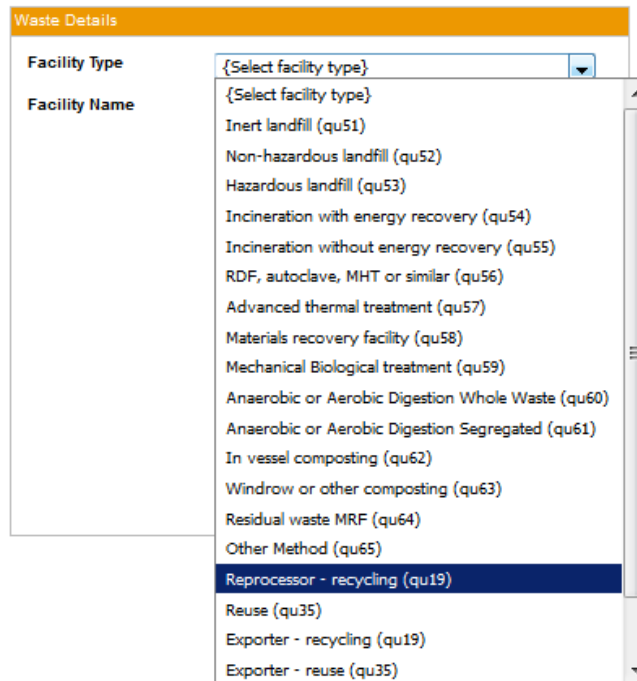 Waste Details
Facility Type
{Select facility type}
Facility Name
{Select facility type}
Inert landfill (qu51)
Non-hazardous landfill (qu52)
Hazardous landfill (qu53)
Incineration with energy recovery (qu54)
Incineration without energy recovery (qu55)
RDF, autoclave, MHT or similar (qu56)
Advanced thermal treatment (qu57)
Materials recovery facility (qu58)
Mechanical Biological treatment (qu59)
Anaerobic or Aerobic Digestion Whole Waste (qu60)
Anaerobic or Aerobic Digestion Segregated (qu61)
In vessel composting (qu62)
Windrow or other composting (qu63)
Residual waste MRF (qu64)
Other Method (qu65)
Reprocessor - recycling (qu19)
Reuse (qu35)
Exporter - recycling (qu19)
Exporter - reuse (qu35)